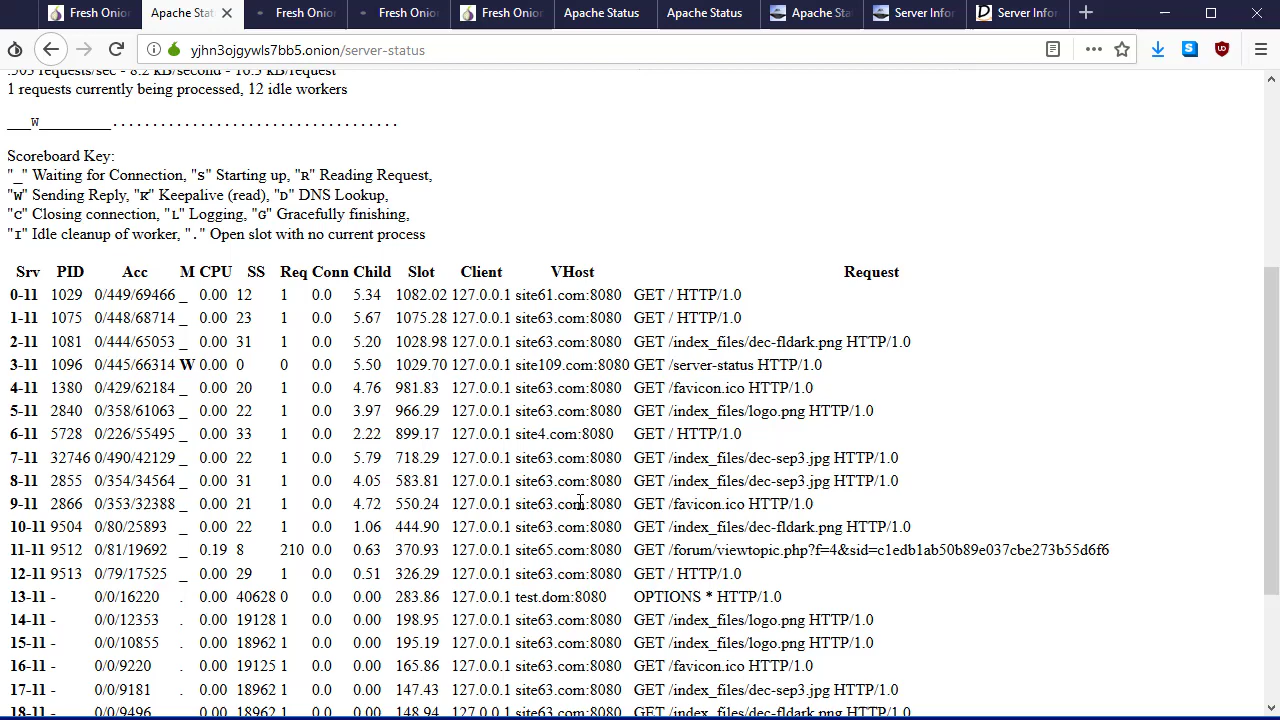 Fresh Onion Apache Stat Fresh Onion Fresh Onion Fresh Onion Apache Status Apache Status Apache Sta Server Infor Server Infor
yjhn3ojgywls7bb5.onion/server-status
1 requests currently being processed, 12 idle workers
___W_________...................................
Scoreboard Key:
"_" Waiting for Connection, "S" Starting up, "R" Reading Request,
"W" Sending Reply, "K" Keepalive (read), "D" DNS Lookup,
"C" Closing connection, "L" Logging, "G" Gracefully finishing,
"I" Idle cleanup of worker, "." Open slot with no current process
Srv PID Acc M CPU SS Req Conn Child Slot Client VHost Request
0-11 1029 0/449/69466 _ 0.00 12 1 0.0 5.34 1082.02 127.0.0.1 site61.com:8080 GET / HTTP/1.0
1-11 1075 0/448/68714 _ 0.00 23 1 0.0 5.67 1075.28 127.0.0.1 site63.com:8080 GET / HTTP/1.0
2-11 1081 0/444/65053 _ 0.00 31 1 0.0 5.20 1028.98 127.0.0.1 site63.com:8080 GET /index_files/dec-fldark.png HTTP/1.0
3-11 1096 0/445/66314 W 0.00 0 0 0.0 5.50 1029.70 127.0.0.1 site109.com:8080 GET /server-status HTTP/1.0
4-11 1380 0/429/62184 _ 0.00 20 1 0.0 4.76 981.83 127.0.0.1 site63.com:8080 GET /favicon.ico HTTP/1.0
5-11 2840 0/358/61063 _ 0.00 22 1 0.0 3.97 966.29 127.0.0.1 site63.com:8080 GET /index_files/logo.png HTTP/1.0
6-11 5728 0/226/55495 _ 0.00 33 1 0.0 2.22 899.17 127.0.0.1 site4.com:8080 GET / HTTP/1.0
7-11 32746 0/490/42129 _ 0.00 22 1 0.0 5.79 718.29 127.0.0.1 site63.com:8080 GET /index_files/dec-sep3.jpg HTTP/1.0
8-11 2855 0/354/34564 _ 0.00 31 1 0.0 4.05 583.81 127.0.0.1 site63.com:8080 GET /index_files/dec-sep3.jpg HTTP/1.0
9-11 2866 0/353/32388 _ 0.00 21 1 0.0 4.72 550.24 127.0.0.1 site63.com:8080 GET /favicon.ico HTTP/1.0
10-11 9504 0/80/25893 _ 0.00 22 1 0.0 1.06 444.90 127.0.0.1 site63.com:8080 GET /index_files/dec-fldark.png HTTP/1.0
11-11 9512 0/81/19692 _ 0.19 8 210 0.0 0.63 370.93 127.0.0.1 site65.com:8080 GET /forum/viewtopic.php?f=4&sid=c1edb1ab50b89e037cbe273b55d6f6
12-11 9513 0/79/17525 _ 0.00 29 1 0.0 0.51 326.29 127.0.0.1 site63.com:8080 GET / HTTP/1.0
13-11 - 0/0/16220 . 0.00 40628 0 0.0 0.00 283.86 127.0.0.1 test.dom:8080 OPTIONS * HTTP/1.0
14-11 - 0/0/12353 . 0.00 19128 1 0.0 0.00 198.95 127.0.0.1 site63.com:8080 GET /index_files/logo.png HTTP/1.0
15-11 - 0/0/10855 . 0.00 18962 1 0.0 0.00 195.19 127.0.0.1 site63.com:8080 GET /index_files/logo.png HTTP/1.0
16-11 - 0/0/9220 . 0.00 19125 1 0.0 0.00 165.86 127.0.0.1 site63.com:8080 GET /favicon.ico HTTP/1.0
17-11 - 0/0/9181 . 0.00 18962 1 0.0 0.00 147.43 127.0.0.1 site63.com:8080 GET /index_files/dec-sep3.jpg HTTP/1.0
18-11 - 0/0/9496 . 0.00 18962 1 0.0 0.00 148.94 127.0.0.1 site63.com:8080 GET /index_files/dec-fldark.png HTTP/1.0